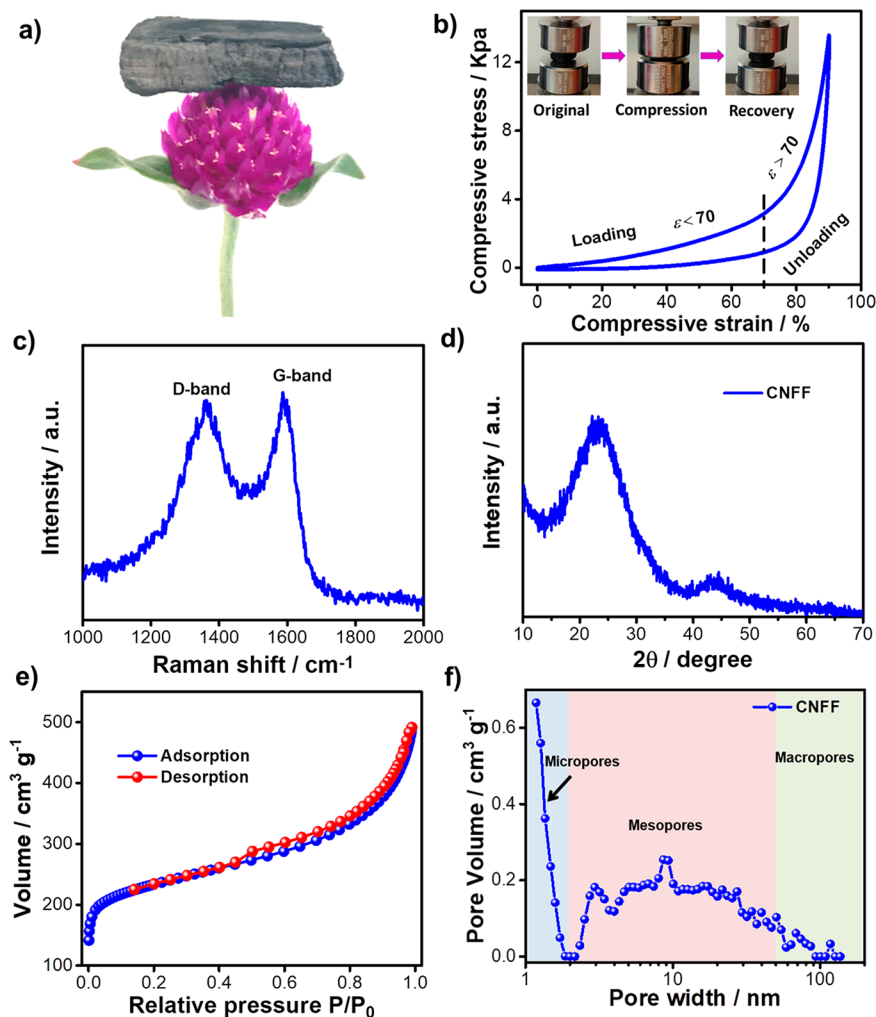 a)
b)
Compressive stress / Kpa
12
8
4
0
Original
Compression
Recovery
Loading
ε < 70
ε > 70
Unloading
0
20
40
60
80
100
Compressive strain / %
c)
Intensity / a.u.
D-band
G-band
1000
1200
1400
1600
1800
2000
Raman shift / cm⁻¹
d)
Intensity / a.u.
CNFF
10
20
30
40
50
60
70
2θ / degree
e)
Volume / cm³ g⁻¹
500
400
300
200
100
Adsorption
Desorption
0.0
0.2
0.4
0.6
0.8
1.0
Relative pressure P/P₀
f)
Pore Volume / cm³ g⁻¹
0.6
0.4
0.2
0.0
CNFF
Micropores
Mesopores
Macropores
1
10
100
Pore width / nm